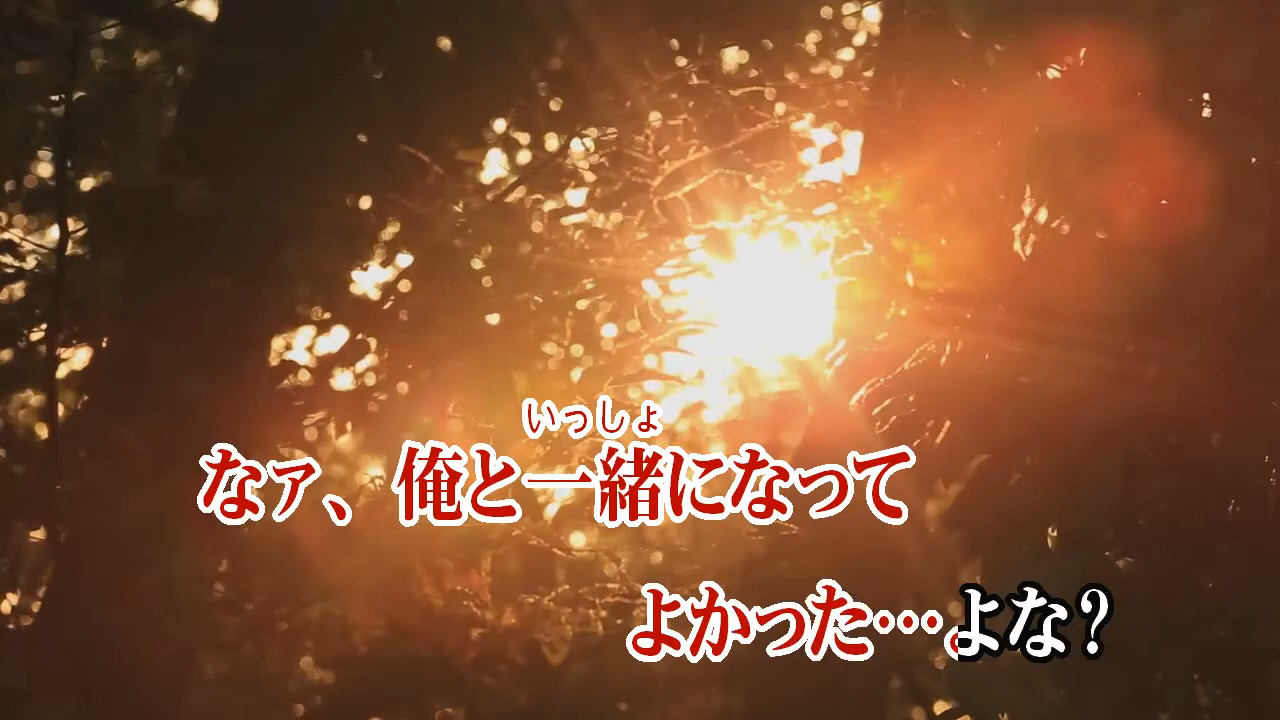 いっしょ
なァ、俺と一緒になって
よかった…よな?